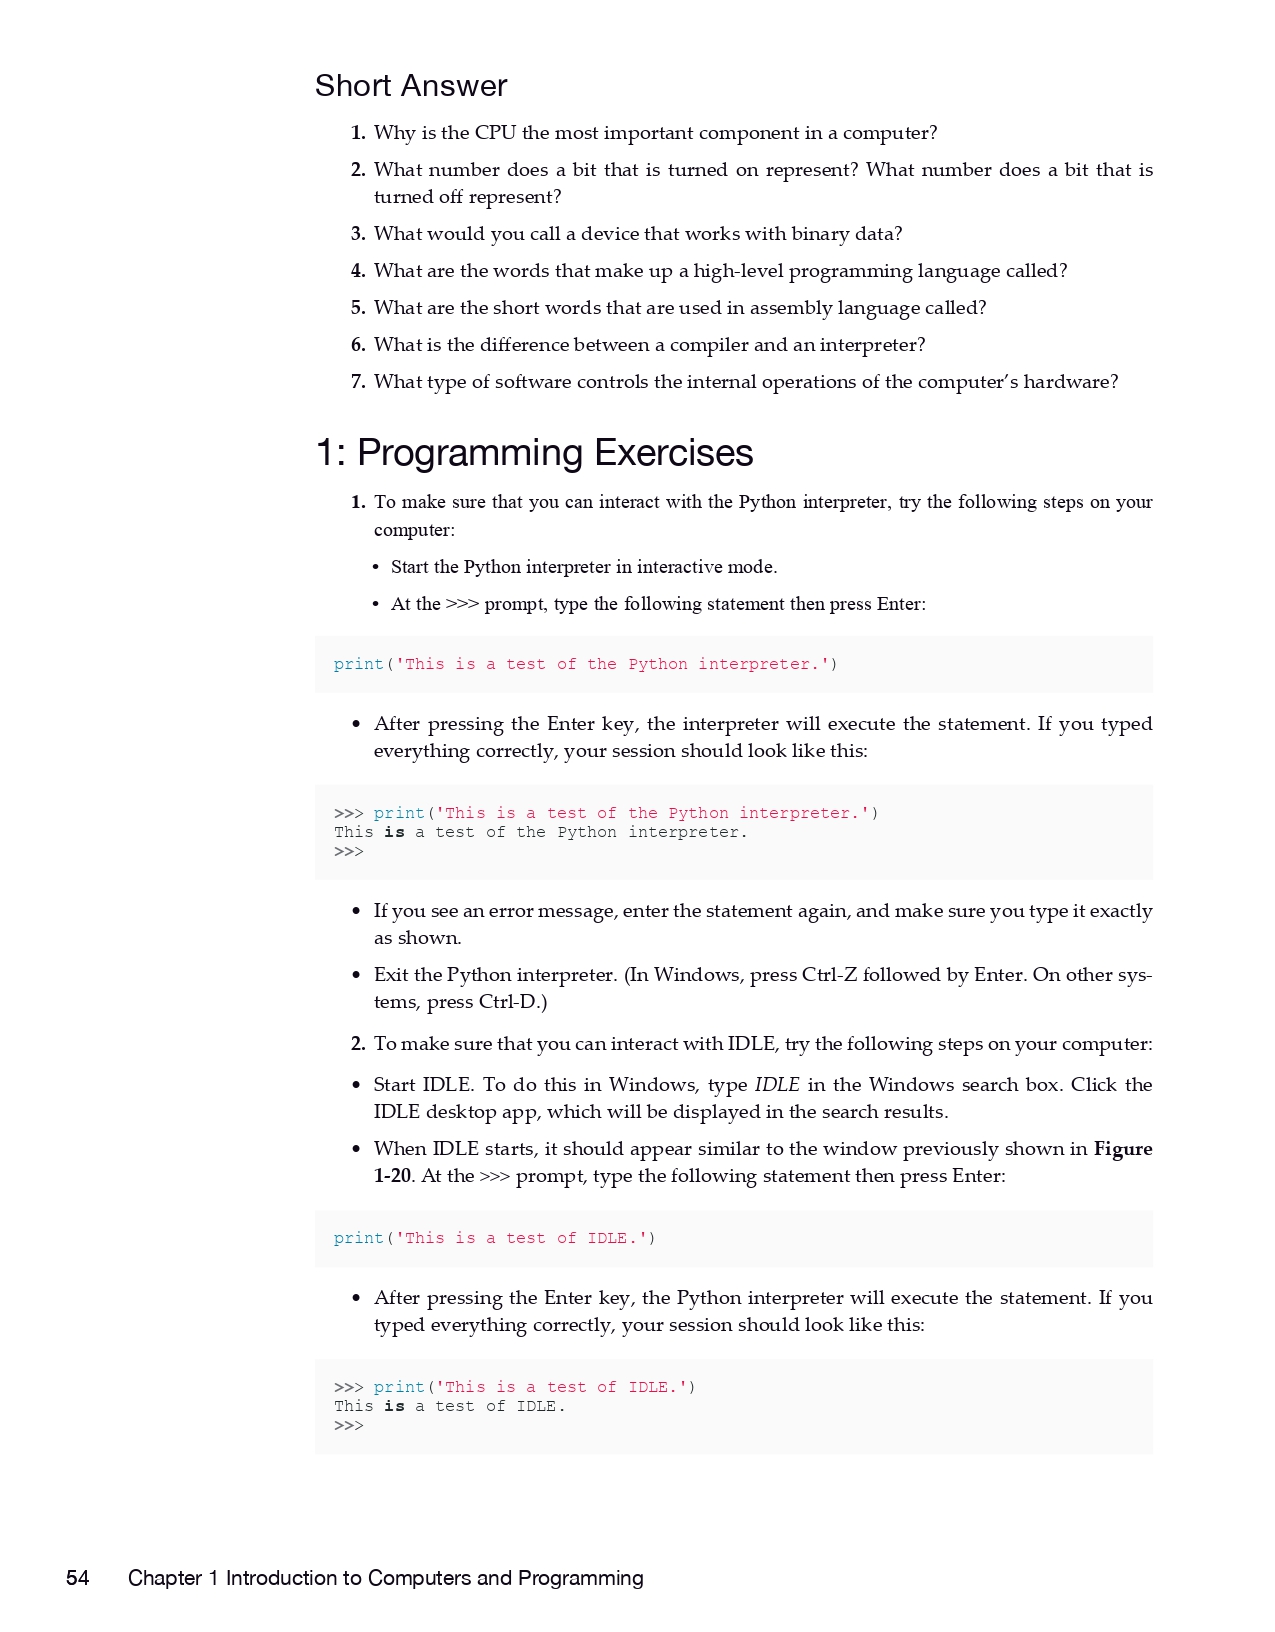 Short Answer
1. Why is the CPU the most important component in a computer?
2. What number does a bit that is turned on represent? What number does a bit that is
turned off represent?
3. What would you call a device that works with binary data?
4. What are the words that make up a high-level programming language called?
5. What are the short words that are used in assembly language called?
6. What is the difference between a compiler and an interpreter?
7. What type of software controls the internal operations of the computer’s hardware?
1: Programming Exercises
1. To make sure that you can interact with the Python interpreter, try the following steps on your
computer:
• Start the Python interpreter in interactive mode.
• At the >>> prompt, type the following statement then press Enter:
print('This is a test of the Python interpreter.')
• After pressing the Enter key, the interpreter will execute the statement. If you typed
everything correctly, your session should look like this:
>>> print('This is a test of the Python interpreter.')
This is a test of the Python interpreter.
>>>
• If you see an error message, enter the statement again, and make sure you type it exactly
as shown.
• Exit the Python interpreter. (In Windows, press Ctrl-Z followed by Enter. On other sys-
tems, press Ctrl-D.)
2. To make sure that you can interact with IDLE, try the following steps on your computer:
• Start IDLE. To do this in Windows, type IDLE in the Windows search box. Click the
IDLE desktop app, which will be displayed in the search results.
• When IDLE starts, it should appear similar to the window previously shown in Figure
1-20. At the >>> prompt, type the following statement then press Enter:
print('This is a test of IDLE.')
• After pressing the Enter key, the Python interpreter will execute the statement. If you
typed everything correctly, your session should look like this:
>>> print('This is a test of IDLE.')
This is a test of IDLE.
>>>
54 Chapter 1 Introduction to Computers and Programming